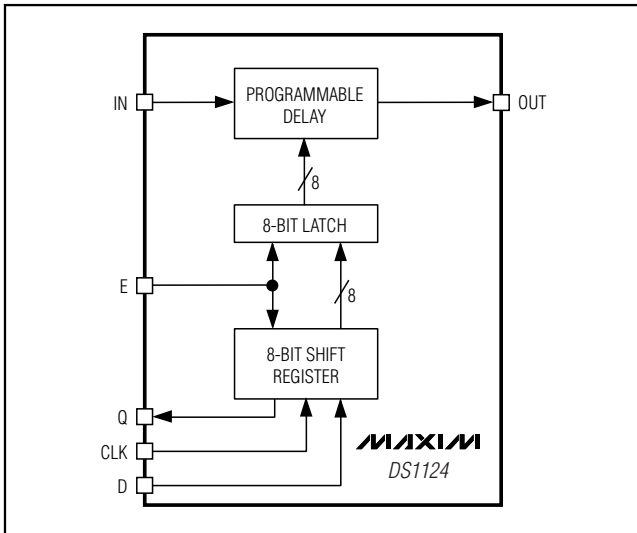 IN
PROGRAMMABLE
DELAY
OUT
8
8-BIT LATCH
E
8
8-BIT SHIFT
REGISTER
Q
CLK
D
MAXIM
DS1124